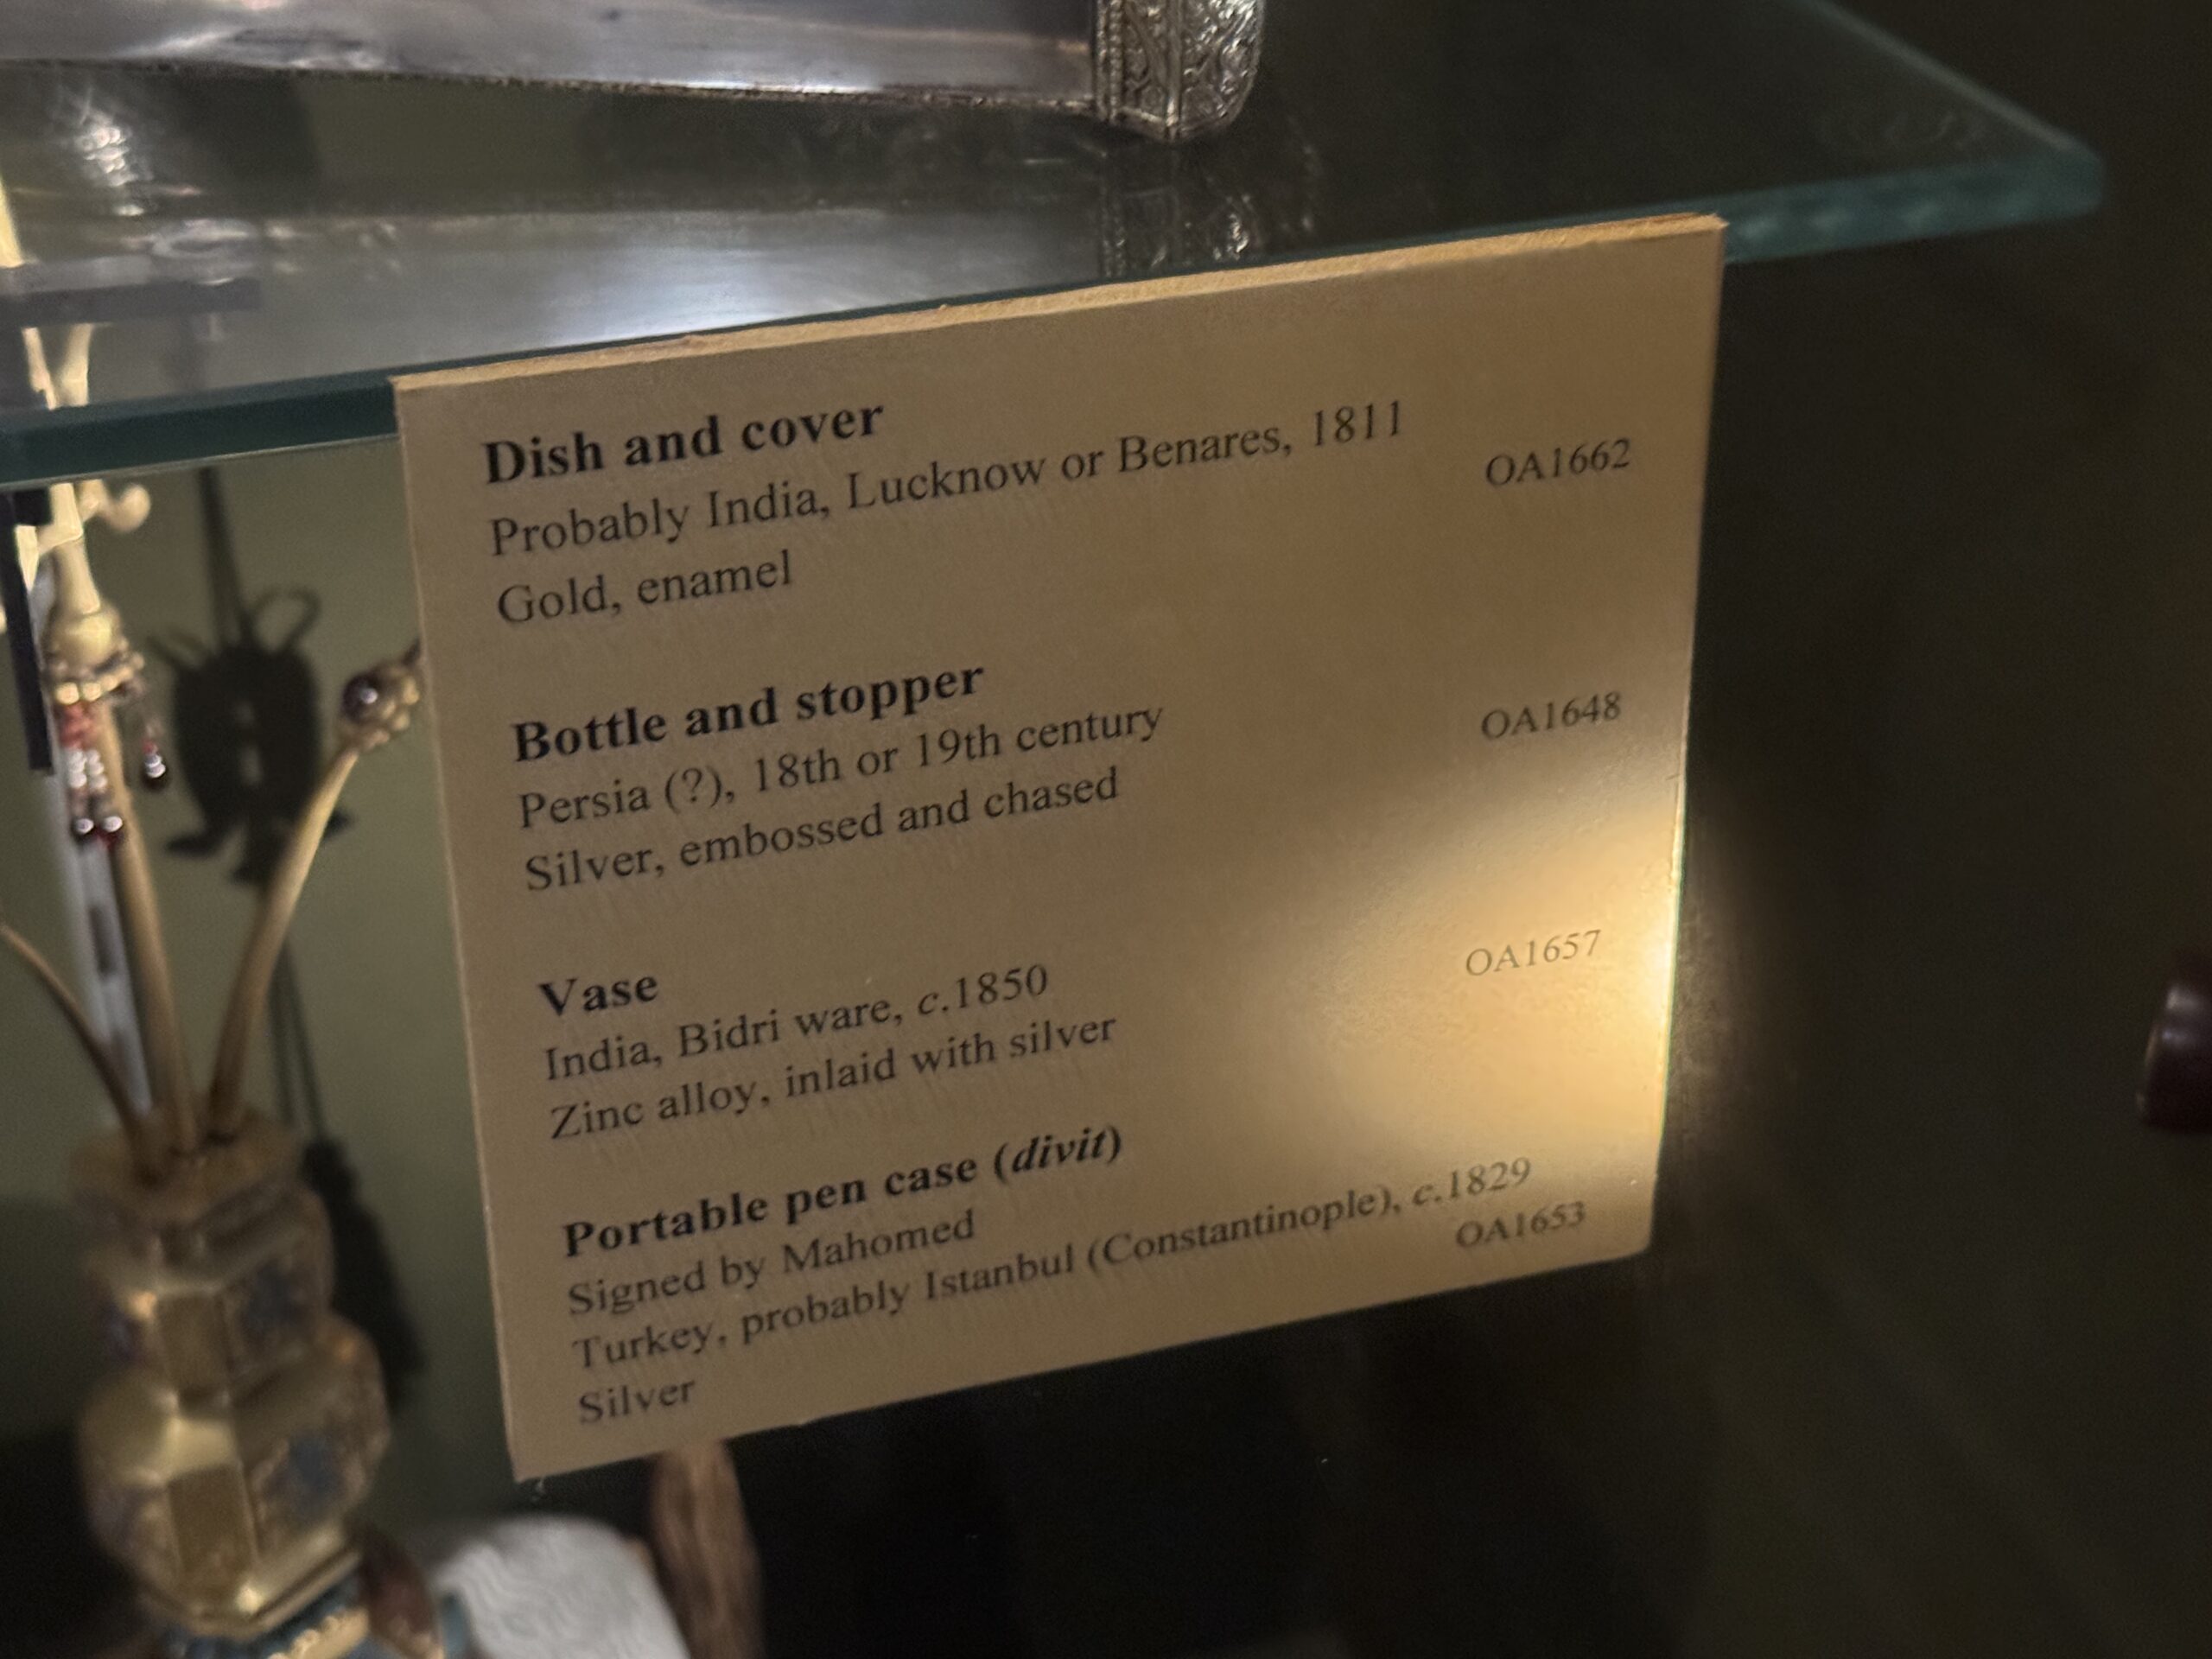 Dish and cover
Probably India, Lucknow or Benares, 1811
Gold, enamel OA1662
Bottle and stopper
Persia (?), 18th or 19th century
Silver, embossed and chased OA1648
Vase
India, Bidri ware, c.1850
Zinc alloy, inlaid with silver OA1657
Portable pen case (divit)
Signed by Mahomed
Turkey, probably Istanbul (Constantinople), c.1829
Silver OA1653